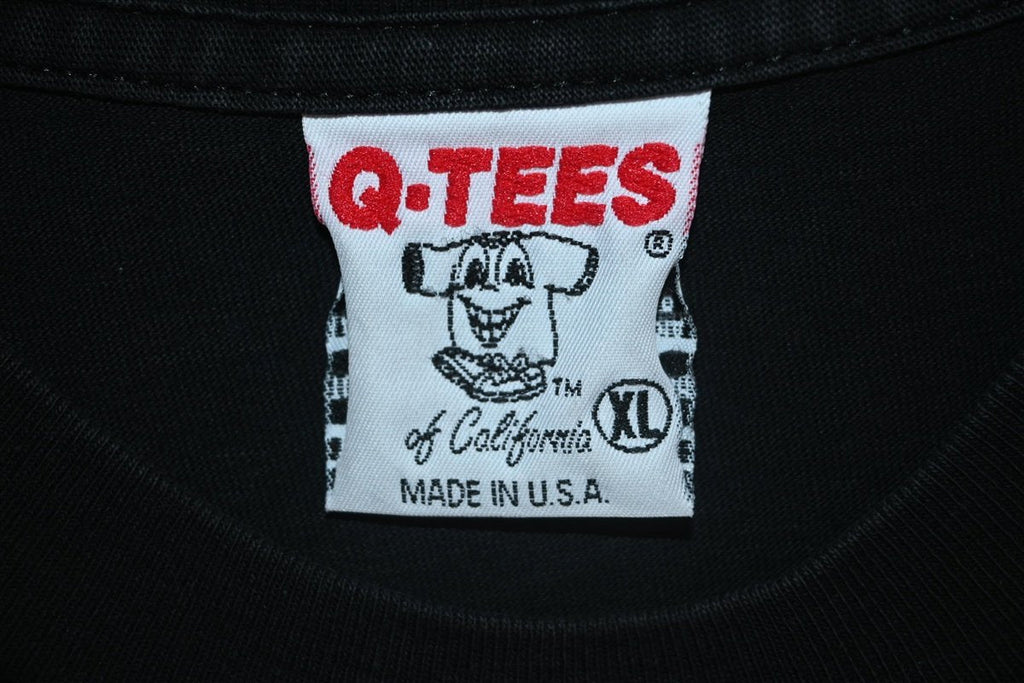 Q-TEES
®
TM
of California
XL
MADE IN U.S.A.